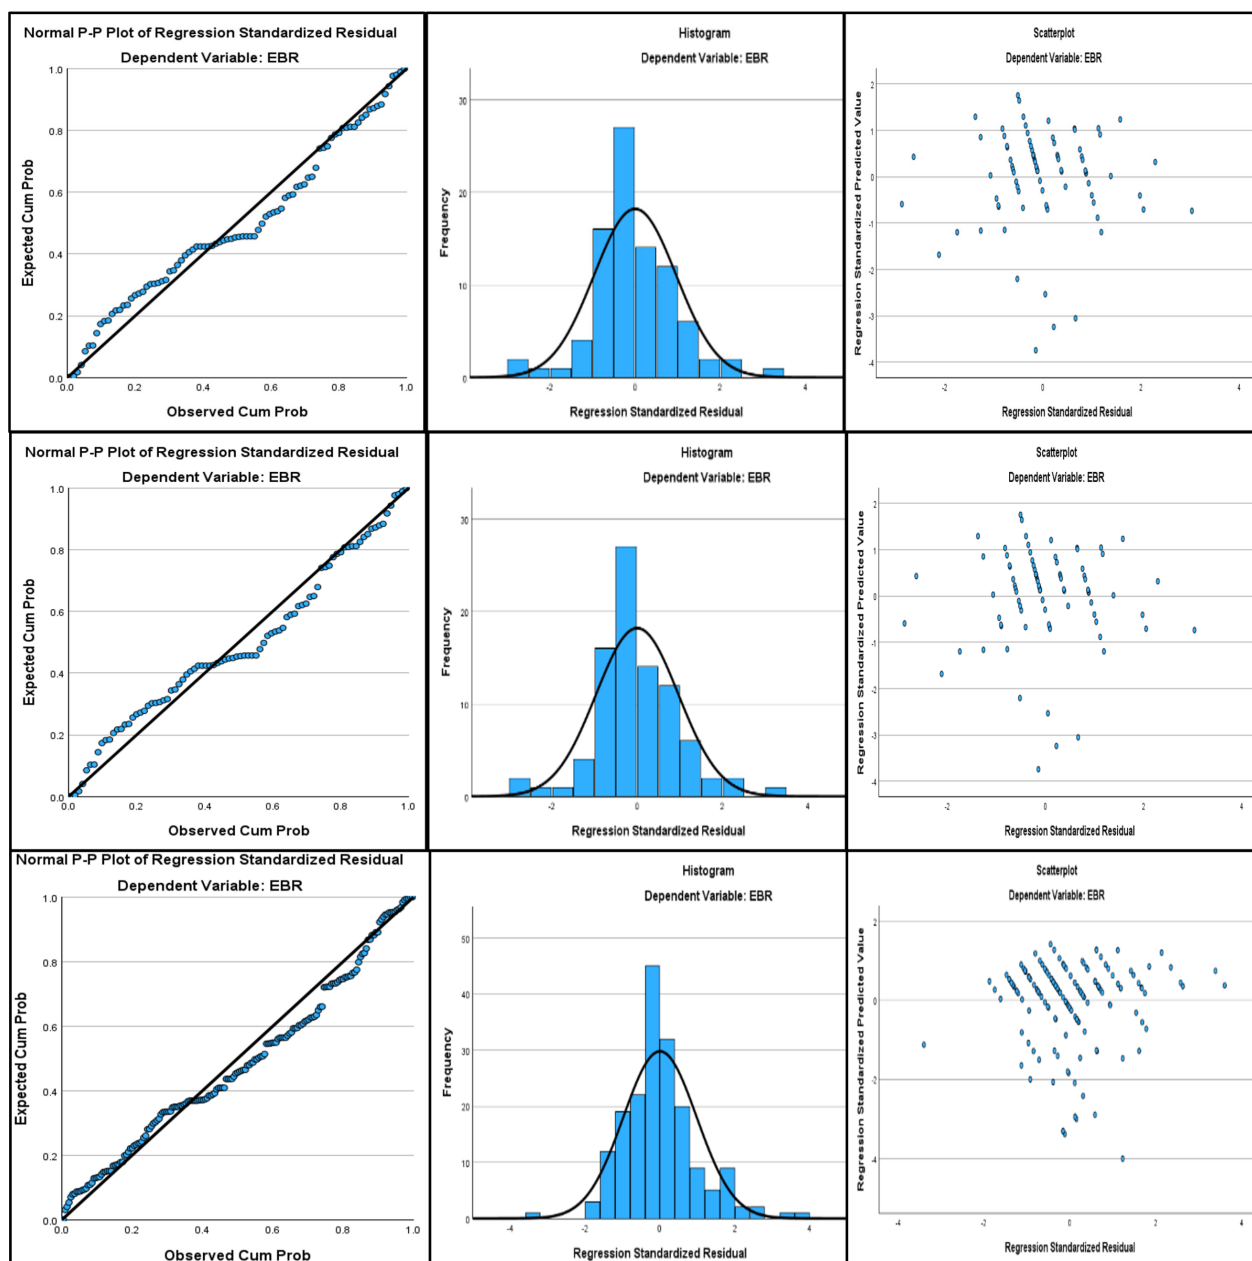 Normal P-P Plot of Regression Standardized Residual
Dependent Variable: EBR
Expected Cum Prob
1.0
0.8
0.6
0.4
0.2
0.0
0.0 0.2 0.4 0.6 0.8 1.0
Observed Cum Prob
Histogram
Dependent Variable: EBR
Frequency
30
20
10
0
-2 0 2 4
Regression Standardized Residual
Scatterplot
Dependent Variable: EBR
Regression Standardized Predicted Value
2
1
0
-1
-2
-3
-4
-2 0 2 4
Regression Standardized Residual
Normal P-P Plot of Regression Standardized Residual
Dependent Variable: EBR
Expected Cum Prob
1.0
0.8
0.6
0.4
0.2
0.0
0.0 0.2 0.4 0.6 0.8 1.0
Observed Cum Prob
Histogram
Dependent Variable: EBR
Frequency
30
20
10
0
-2 0 2 4
Regression Standardized Residual
Scatterplot
Dependent Variable: EBR
Regression Standardized Predicted Value
2
1
0
-1
-2
-3
-4
-2 0 2 4
Regression Standardized Residual
Normal P-P Plot of Regression Standardized Residual
Dependent Variable: EBR
Expected Cum Prob
1.0
0.8
0.6
0.4
0.2
0.0
0.0 0.2 0.4 0.6 0.8 1.0
Observed Cum Prob
Histogram
Dependent Variable: EBR
Frequency
50
40
30
20
10
0
-4 -2 0 2 4
Regression Standardized Residual
Scatterplot
Dependent Variable: EBR
Regression Standardized Predicted Value
2
0
-2
-4
-4 -2 0 2 4
Regression Standardized Residual